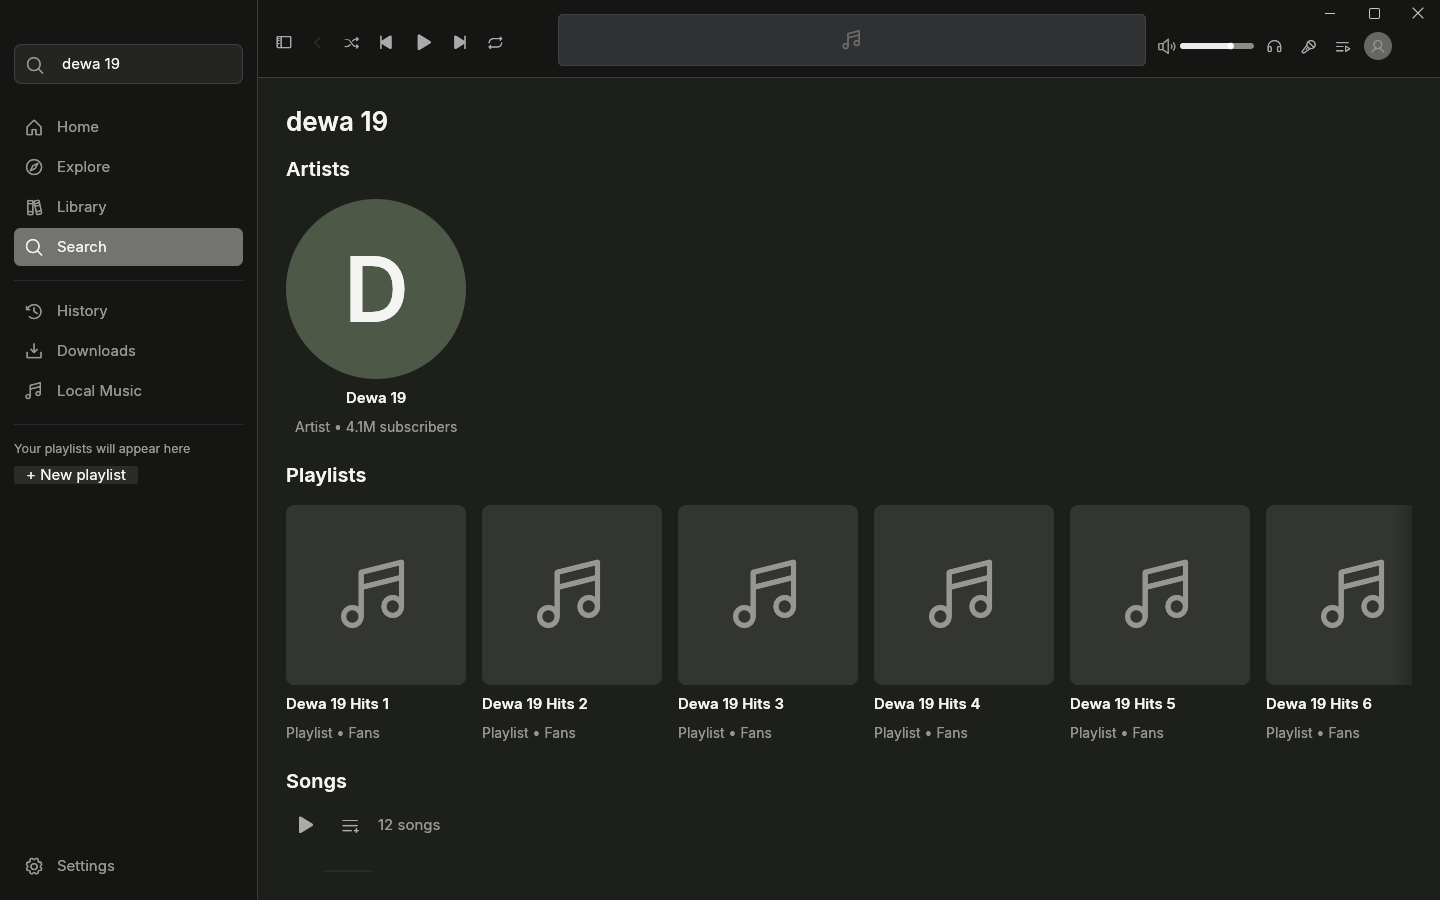 dewa 19
Home
Explore
Library
Search
History
Downloads
Local Music
Your playlists will appear here
+ New playlist
Settings
dewa 19
Artists
D
Dewa 19
Artist • 4.1M subscribers
Playlists
Dewa 19 Hits 1
Playlist • Fans
Dewa 19 Hits 2
Playlist • Fans
Dewa 19 Hits 3
Playlist • Fans
Dewa 19 Hits 4
Playlist • Fans
Dewa 19 Hits 5
Playlist • Fans
Dewa 19 Hits 6
Playlist • Fans
Songs
12 songs